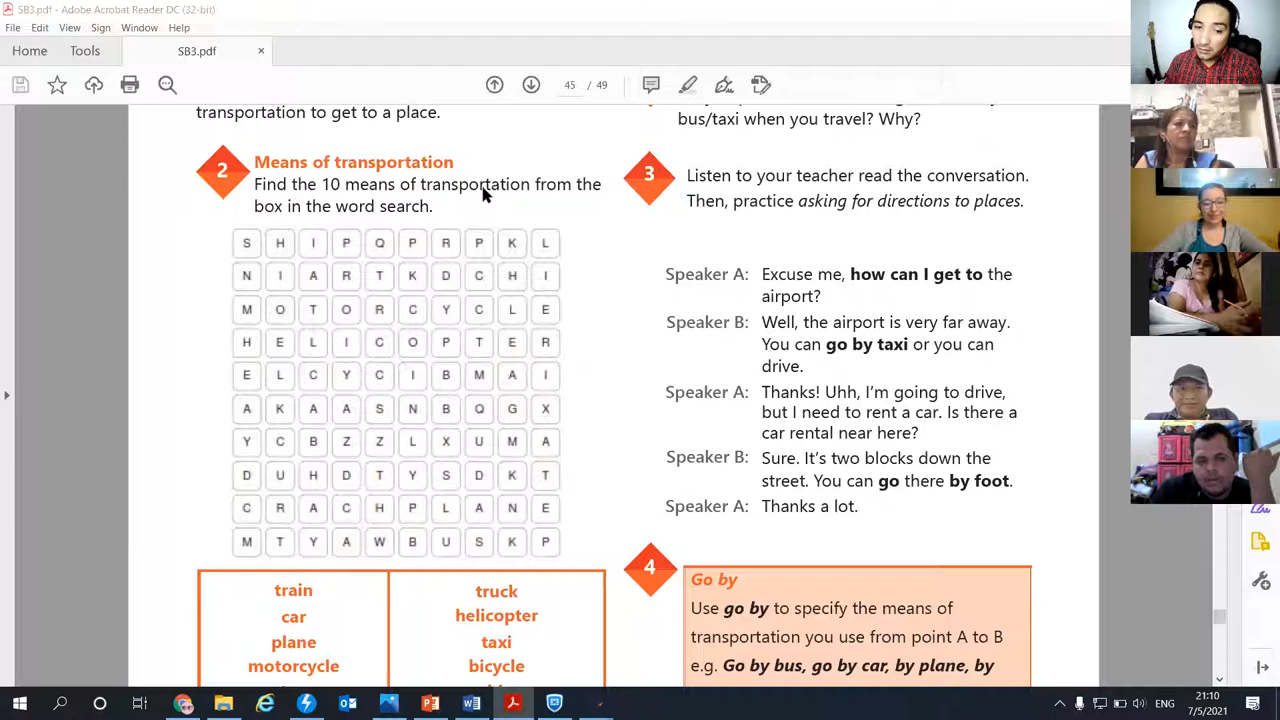 SB3.pdf - Adobe Acrobat Reader DC (32-bit)
File Edit View Sign Window Help
Home Tools SB3.pdf ×
45 / 49
transportation to get to a place.
2 Means of transportation
Find the 10 means of transportation from the
box in the word search.
S H I P Q P R P K L
N I A R T K D C H I
M O T O R C Y C L E
H E L I C O P T E R
E L C Y C I B M A I
A K A A S N B Q G X
Y C B Z Z L X U M A
D U H D T Y S D K T
C R A C H P L A N E
M T Y A W B U S K P
train truck
car helicopter
plane taxi
motorcycle bicycle
bus/taxi when you travel? Why?
3 Listen to your teacher read the conversation.
Then, practice asking for directions to places.
Speaker A: Excuse me, how can I get to the
airport?
Speaker B: Well, the airport is very far away.
You can go by taxi or you can
drive.
Speaker A: Thanks! Uhh, I'm going to drive,
but I need to rent a car. Is there a
car rental near here?
Speaker B: Sure. It's two blocks down the
street. You can go there by foot.
Speaker A: Thanks a lot.
4 Go by
Use go by to specify the means of
transportation you use from point A to B
e.g. Go by bus, go by car, by plane, by
ENG
21:10
7/5/2021